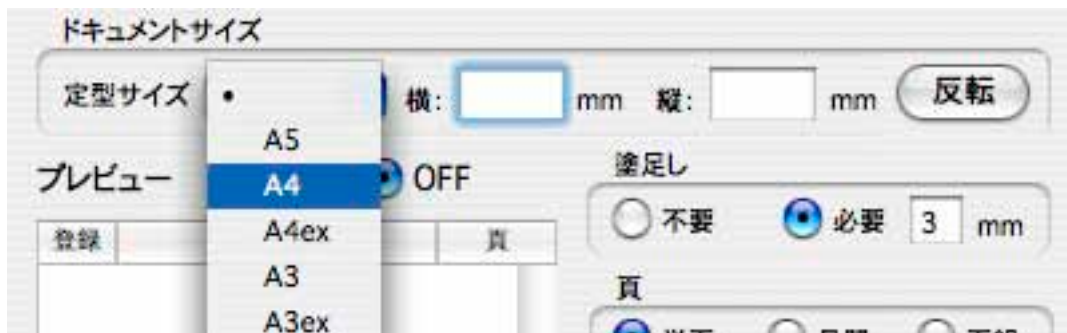 ドキュメントサイズ
定型サイズ • 横: mm 縦: mm 反転
A5
プレビュー A4 OFF
塗足し
不要 必要 3 mm
登録 A4ex 頁
A3
頁
A3ex